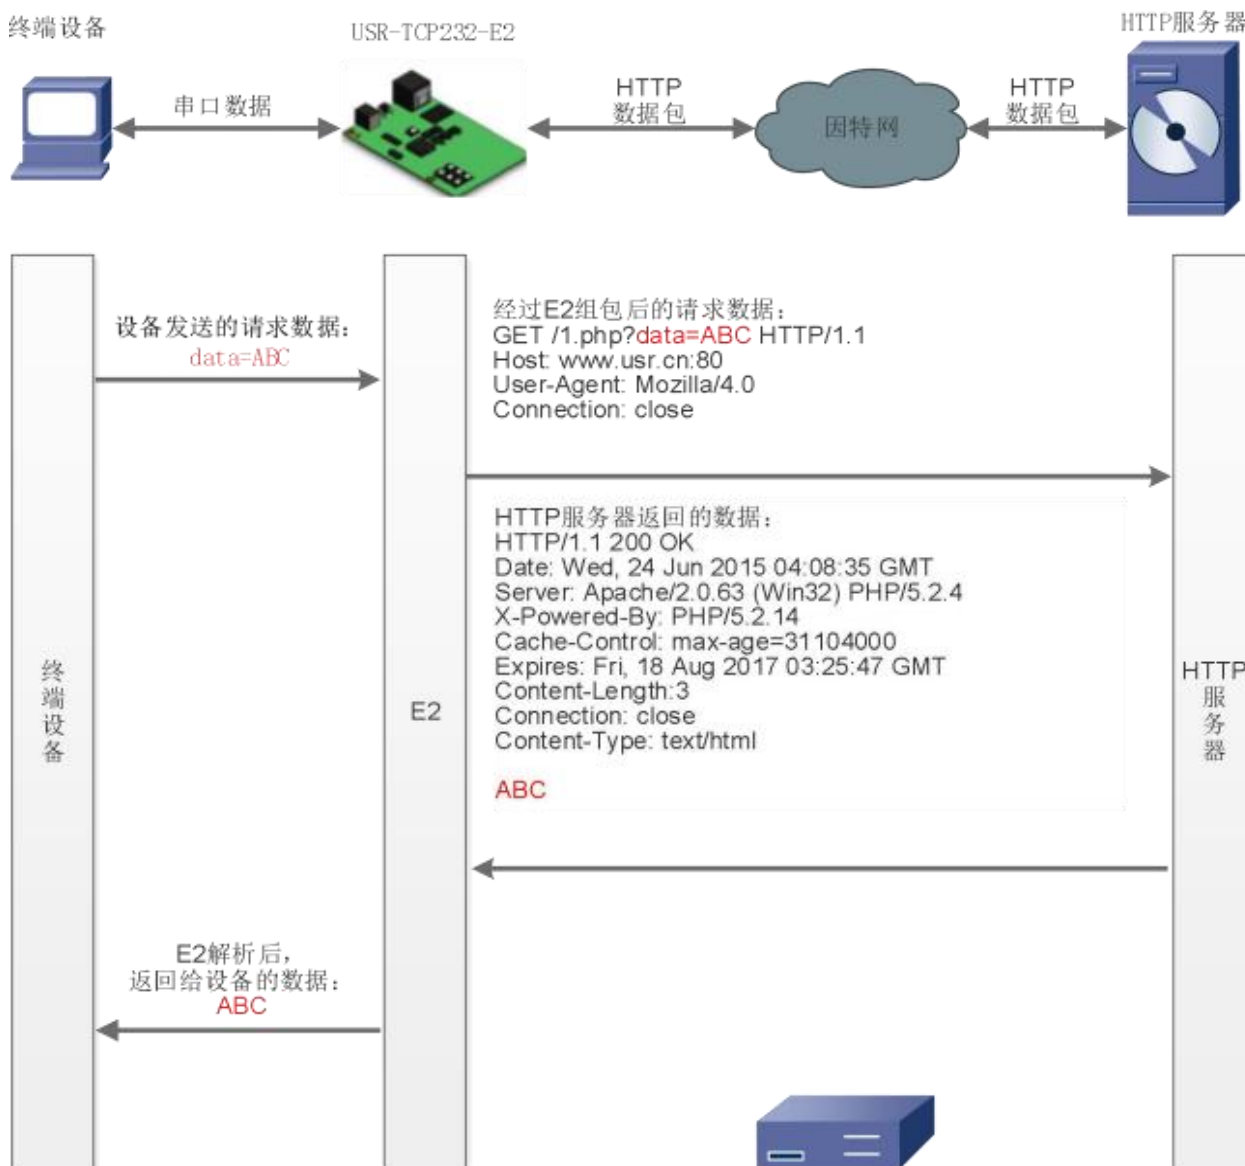 终端设备
USR-TCP232-E2
HTTP服务器
串口数据
HTTP
数据包
因特网
HTTP
数据包
设备发送的请求数据：
data=ABC
经过E2组包后的请求数据：
GET /1.php?data=ABC HTTP/1.1
Host: www.usr.cn:80
User-Agent: Mozilla/4.0
Connection: close
HTTP服务器返回的数据：
HTTP/1.1 200 OK
Date: Wed, 24 Jun 2015 04:08:35 GMT
Server: Apache/2.0.63 (Win32) PHP/5.2.4
X-Powered-By: PHP/5.2.14
Cache-Control: max-age=31104000
Expires: Fri, 18 Aug 2017 03:25:47 GMT
Content-Length:3
Connection: close
Content-Type: text/html
ABC
终端设备
E2
HTTP
服务器
E2解析后，
返回给设备的数据：
ABC